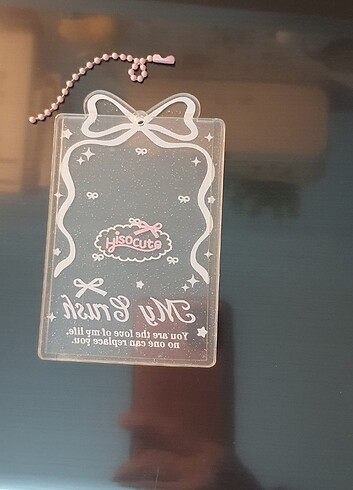 Hisocute
My Crush
You are the love of my life.
no one can replace you.